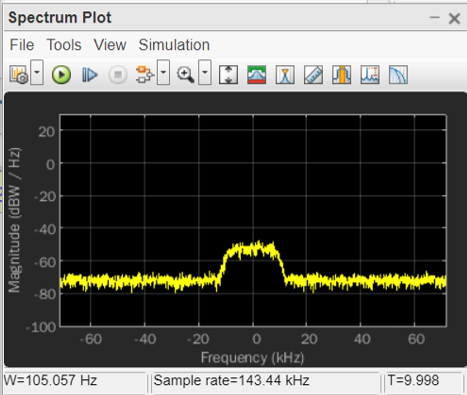 Spectrum Plot
File Tools View Simulation
Magnitude (dBW / Hz)
20
0
-20
-40
-60
-80
-100
-60 -40 -20 0 20 40 60
Frequency (kHz)
W=105.057 Hz Sample rate=143.44 kHz T=9.998